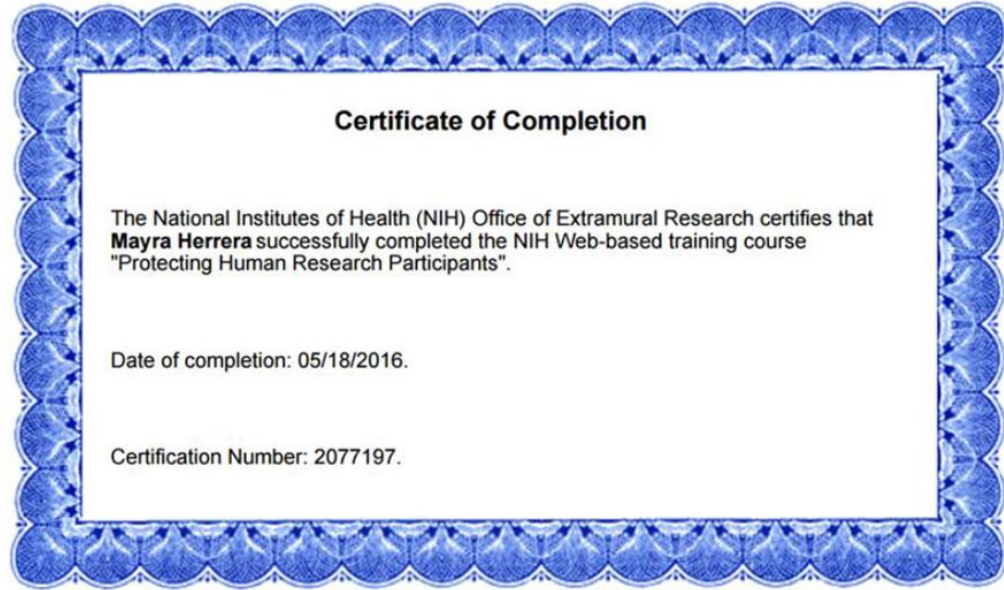 Certificate of Completion
The National Institutes of Health (NIH) Office of Extramural Research certifies that
Mayra Herrera successfully completed the NIH Web-based training course
"Protecting Human Research Participants".
Date of completion: 05/18/2016.
Certification Number: 2077197.